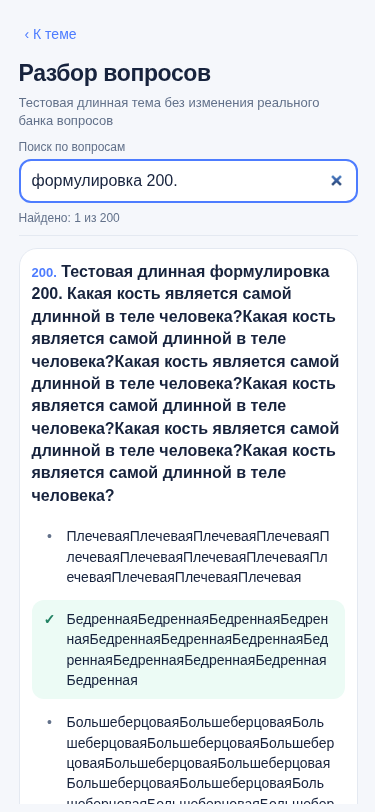 ‹ К теме
Разбор вопросов
Тестовая длинная тема без изменения реального
банка вопросов
Поиск по вопросам
формулировка 200.
Найдено: 1 из 200
200. Тестовая длинная формулировка
200. Какая кость является самой
длинной в теле человека?Какая кость
является самой длинной в теле
человека?Какая кость является самой
длинной в теле человека?Какая кость
является самой длинной в теле
человека?Какая кость является самой
длинной в теле человека?Какая кость
является самой длинной в теле
человека?
• ПлечеваяПлечеваяПлечеваяПлечеваяП
лечеваяПлечеваяПлечеваяПлечеваяПл
ечеваяПлечеваяПлечеваяПлечевая
✓ БедреннаяБедреннаяБедреннаяБедрен
наяБедреннаяБедреннаяБедреннаяБед
реннаяБедреннаяБедреннаяБедренная
Бедренная
• БольшеберцоваяБольшеберцоваяБоль
шеберцоваяБольшеберцоваяБольшебер
цоваяБольшеберцоваяБольшеберцовая
БольшеберцоваяБольшеберцоваяБоль
шеберцоваяБольшеберцоваяБольшебер